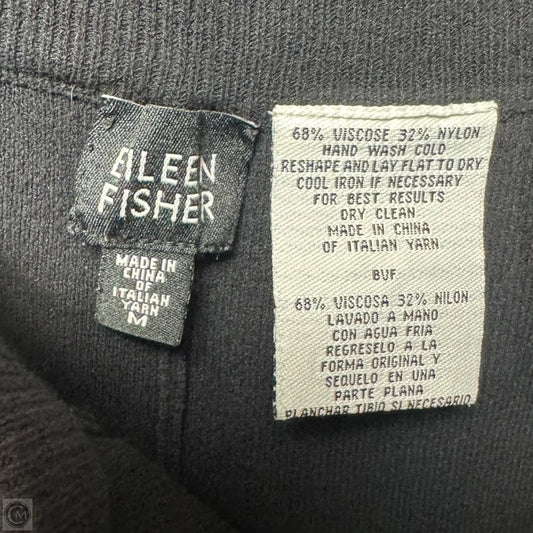 EILEEN
FISHER
MADE IN
CHINA
OF
ITALIAN
YARN
M
68% VISCOSE 32% NYLON
HAND WASH COLD
RESHAPE AND LAY FLAT TO DRY
COOL IRON IF NECESSARY
FOR BEST RESULTS
DRY CLEAN
MADE IN CHINA
OF ITALIAN YARN
BVF
68% VISCOSA 32% NILON
LAVADO A MANO
CON AGUA FRIA
REGRESELO A LA
FORMA ORIGINAL Y
SEQUELO EN UNA
PARTE PLANA
PLANCHAR TIBIO SI NECESARIO
M